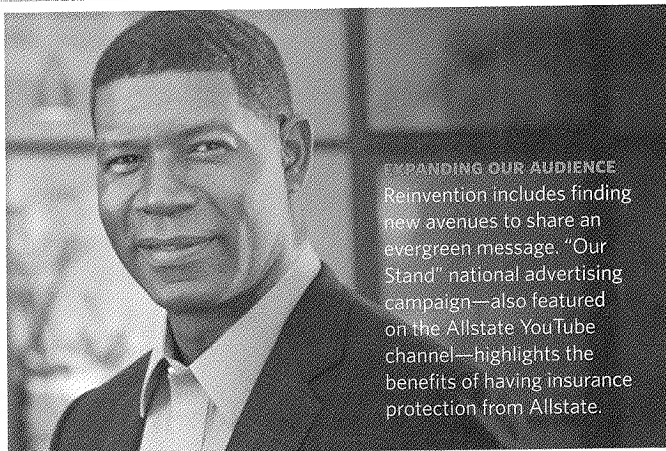 EXPANDING OUR AUDIENCE
Reinvention includes finding
new avenues to share an
evergreen message. “Our
Stand” national advertising
campaign—also featured
on the Allstate YouTube
channel—highlights the
benefits of having insurance
protection from Allstate.